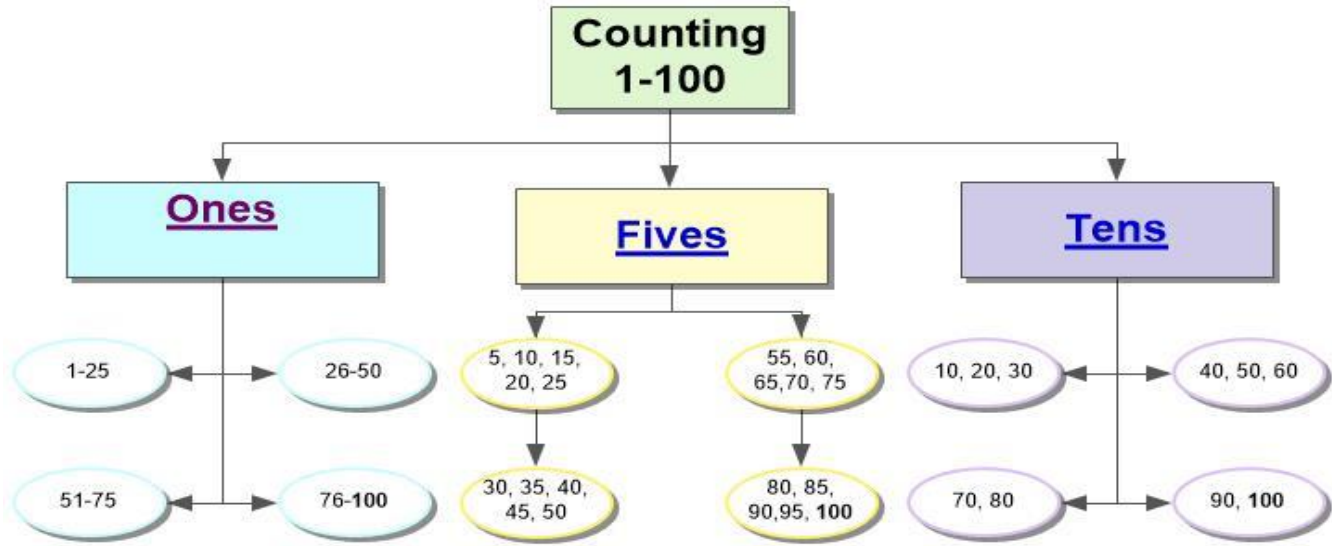 Counting
1-100
Ones
Fives
Tens
1-25
26-50
5, 10, 15,
20, 25
55, 60,
65,70, 75
10, 20, 30
40, 50, 60
51-75
76-100
30, 35, 40,
45, 50
80, 85,
90,95, 100
70, 80
90, 100